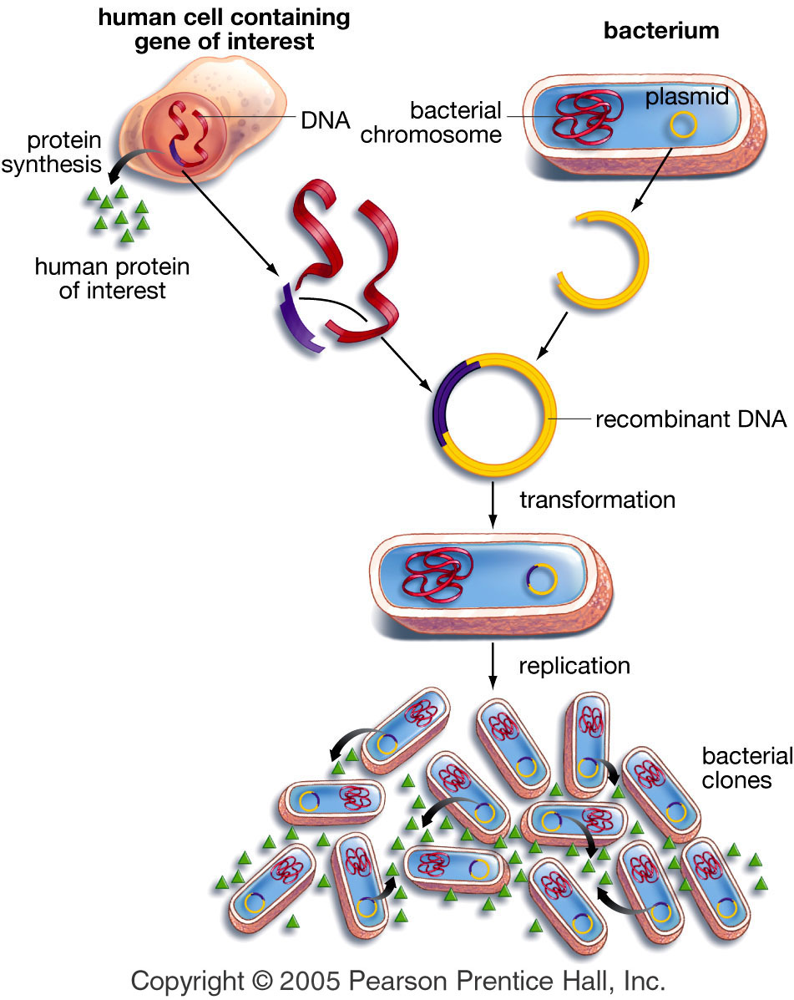 human cell containing
gene of interest
bacterium
plasmid
DNA
bacterial
chromosome
protein
synthesis
human protein
of interest
recombinant DNA
transformation
replication
bacterial
clones
Copyright © 2005 Pearson Prentice Hall, Inc.